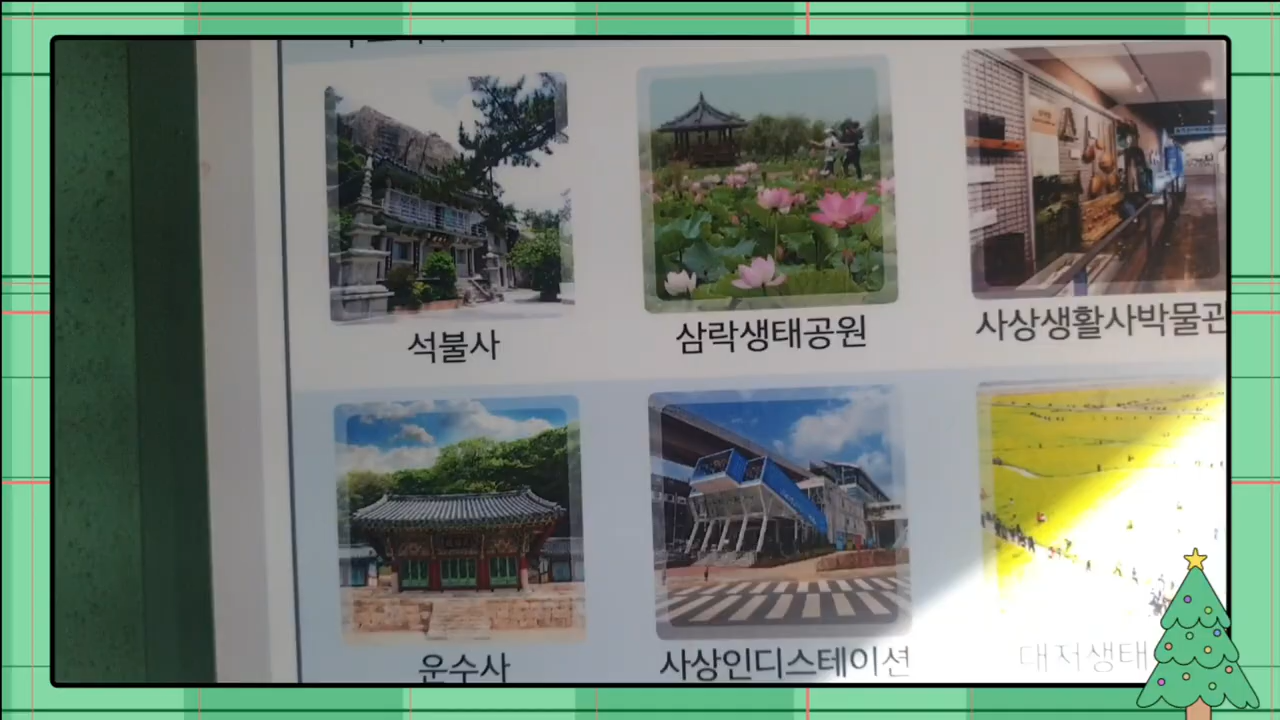 석불사
삼락생태공원
사상생활사박물관
운수사
사상인디스테이션
대저생태